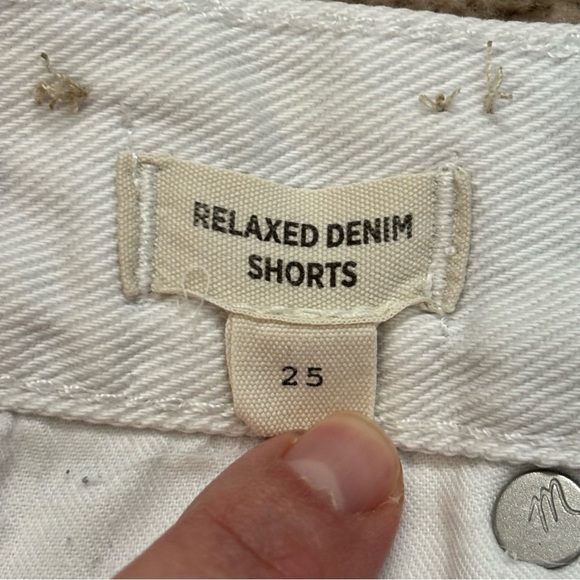 RELAXED DENIM
SHORTS
25
m